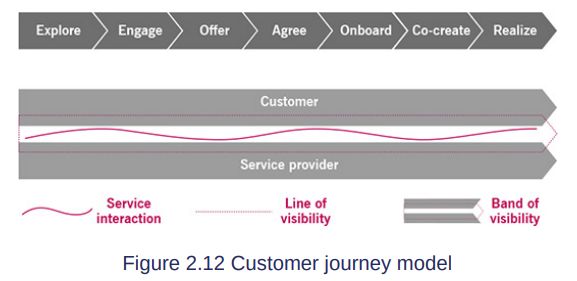 Explore Engage Offer Agree Onboard Co-create Realize
Customer
Service provider
Service
interaction
Line of
visibility
Band of
visibility
Figure 2.12 Customer journey model